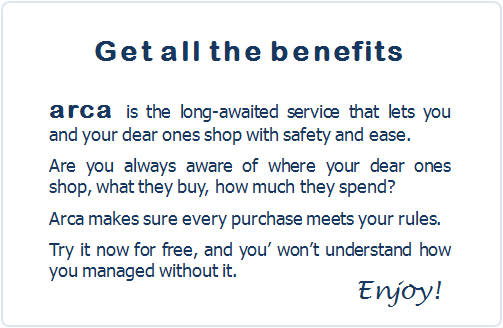 Get all the benefits
arca is the long-awaited service that lets you
and your dear ones shop with safety and ease.
Are you always aware of where your dear ones
shop, what they buy, how much they spend?
Arca makes sure every purchase meets your rules.
Try it now for free, and you’ won’t understand how
you managed without it.
Enjoy!